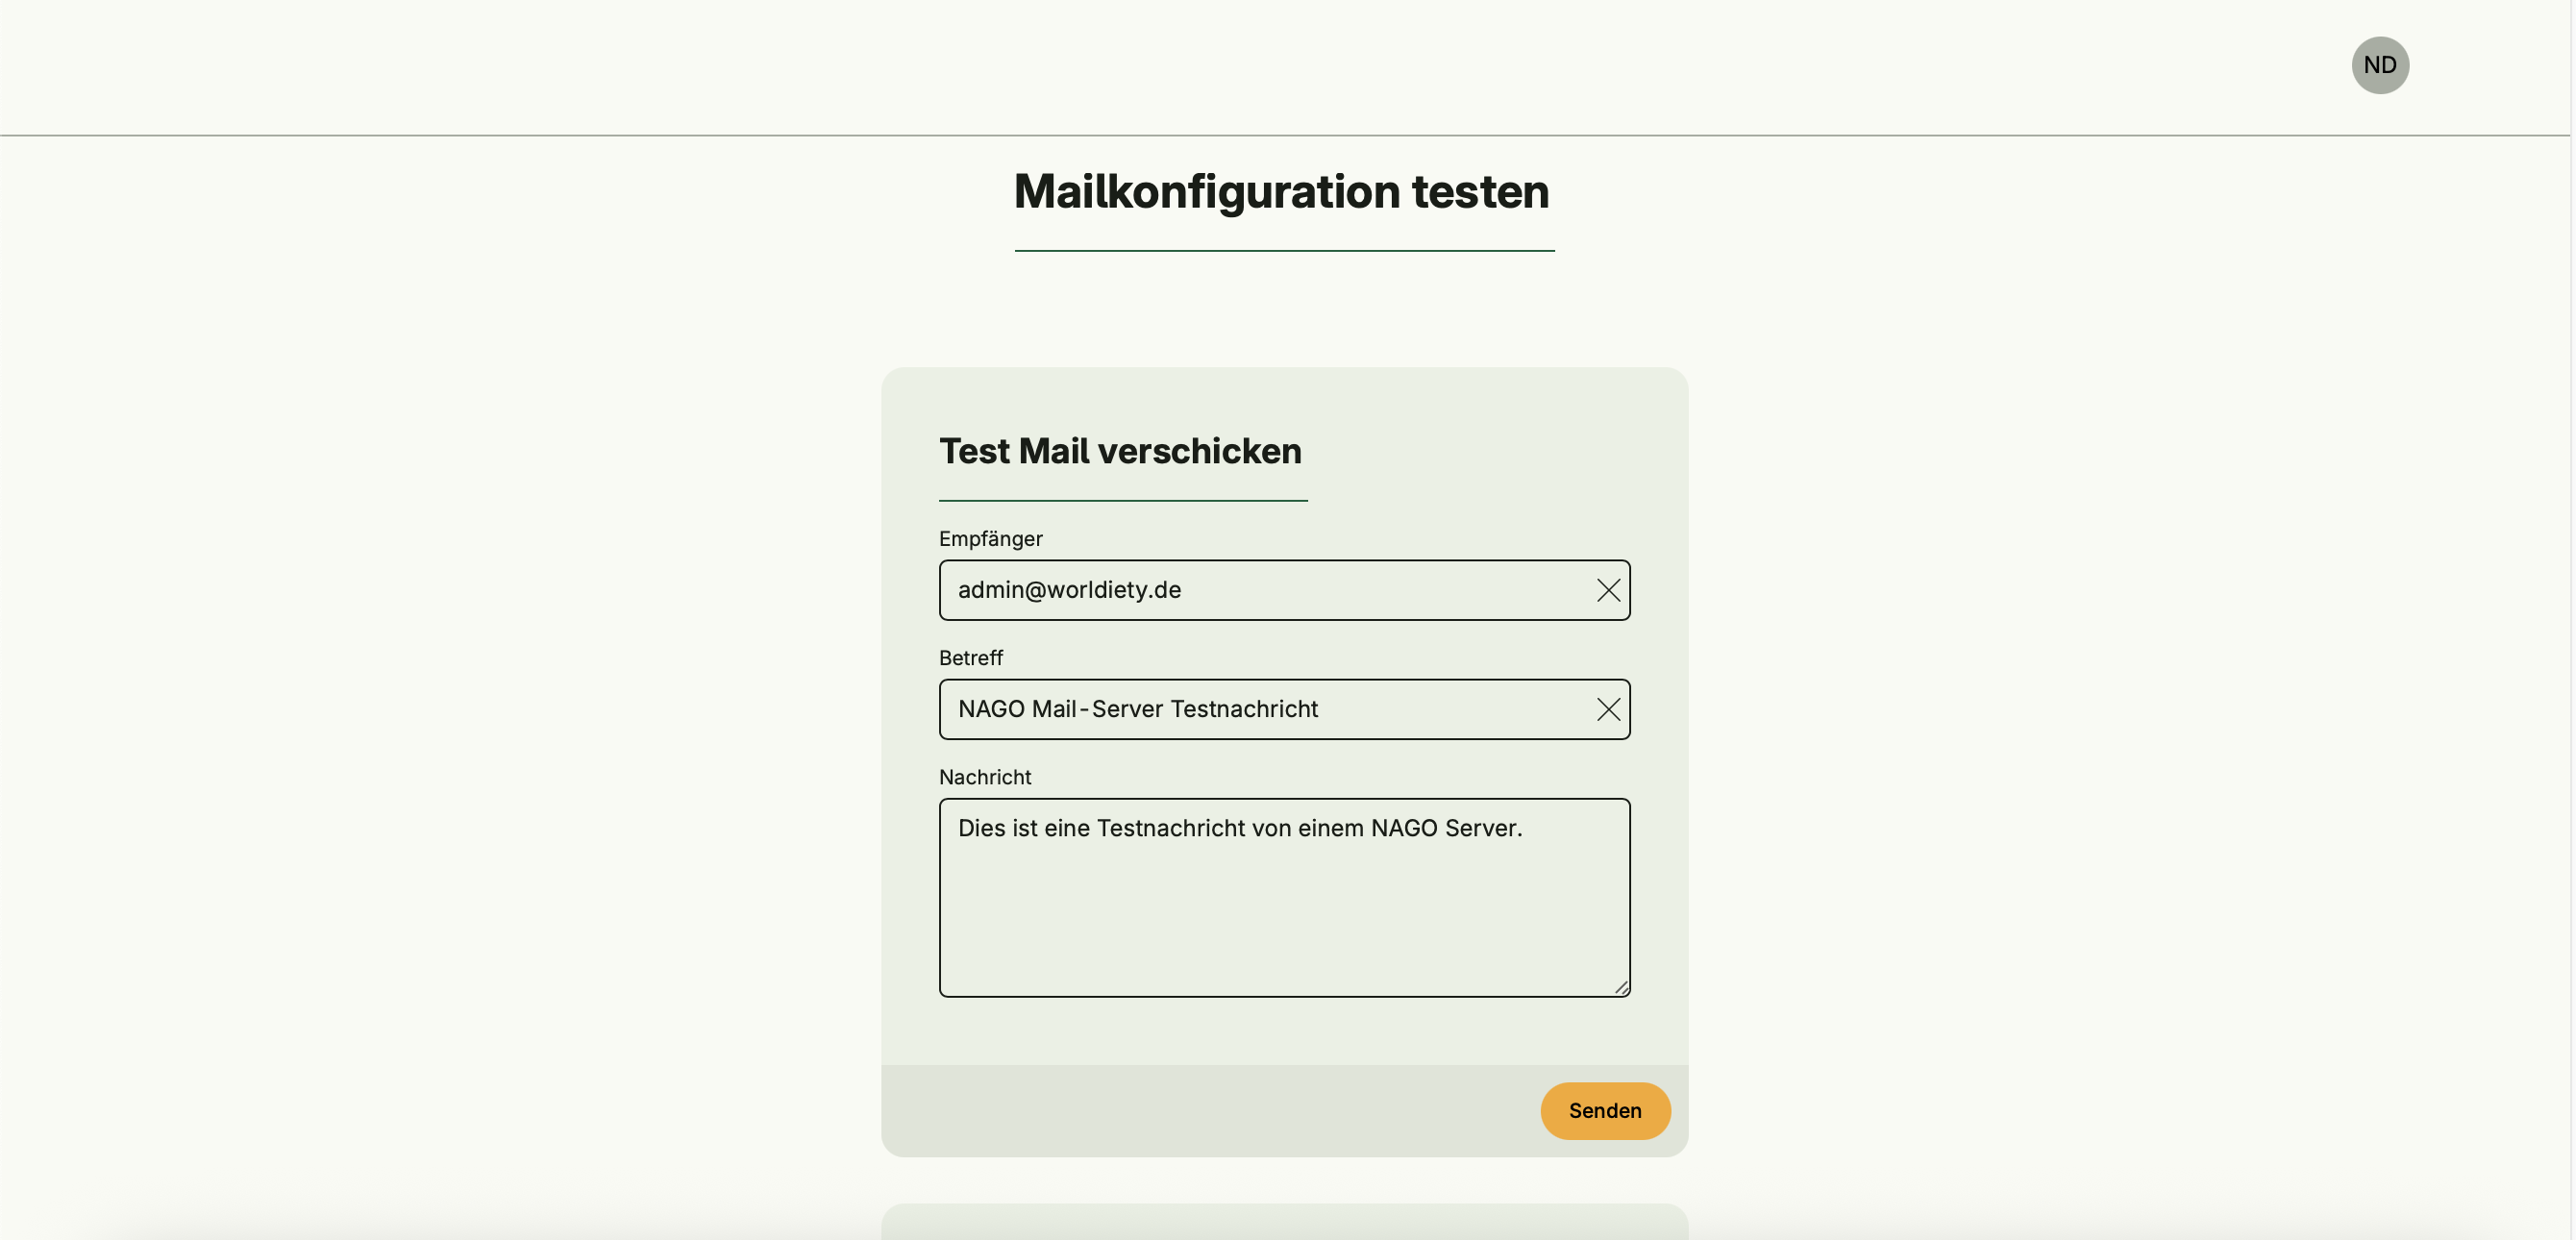 ND
Mailkonfiguration testen
Test Mail verschicken
Empfänger
admin@worldiety.de
Betreff
NAGO Mail-Server Testnachricht
Nachricht
Dies ist eine Testnachricht von einem NAGO Server.
Senden